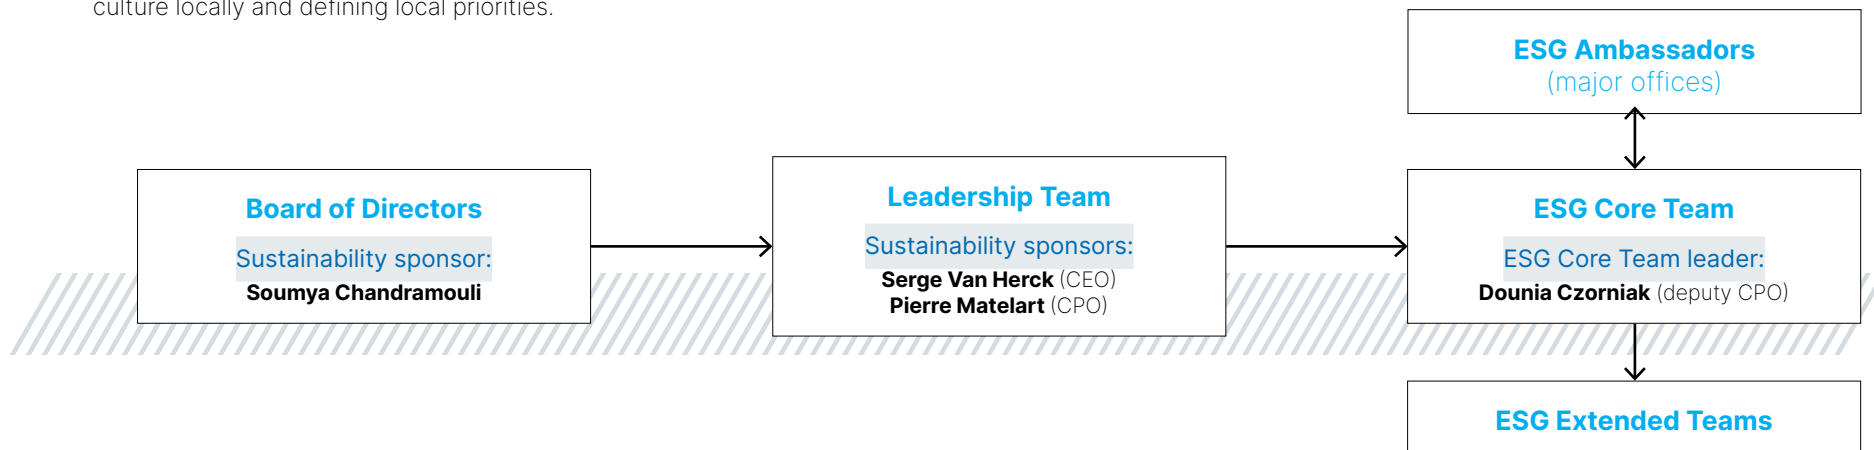 culture locally and defining local priorities.
ESG Ambassadors
(major offices)
Board of Directors
Sustainability sponsor:
Soumya Chandramouli
Leadership Team
Sustainability sponsors:
Serge Van Herck (CEO)
Pierre Matelart (CPO)
ESG Core Team
ESG Core Team leader:
Dounia Czorniak (deputy CPO)
ESG Extended Teams